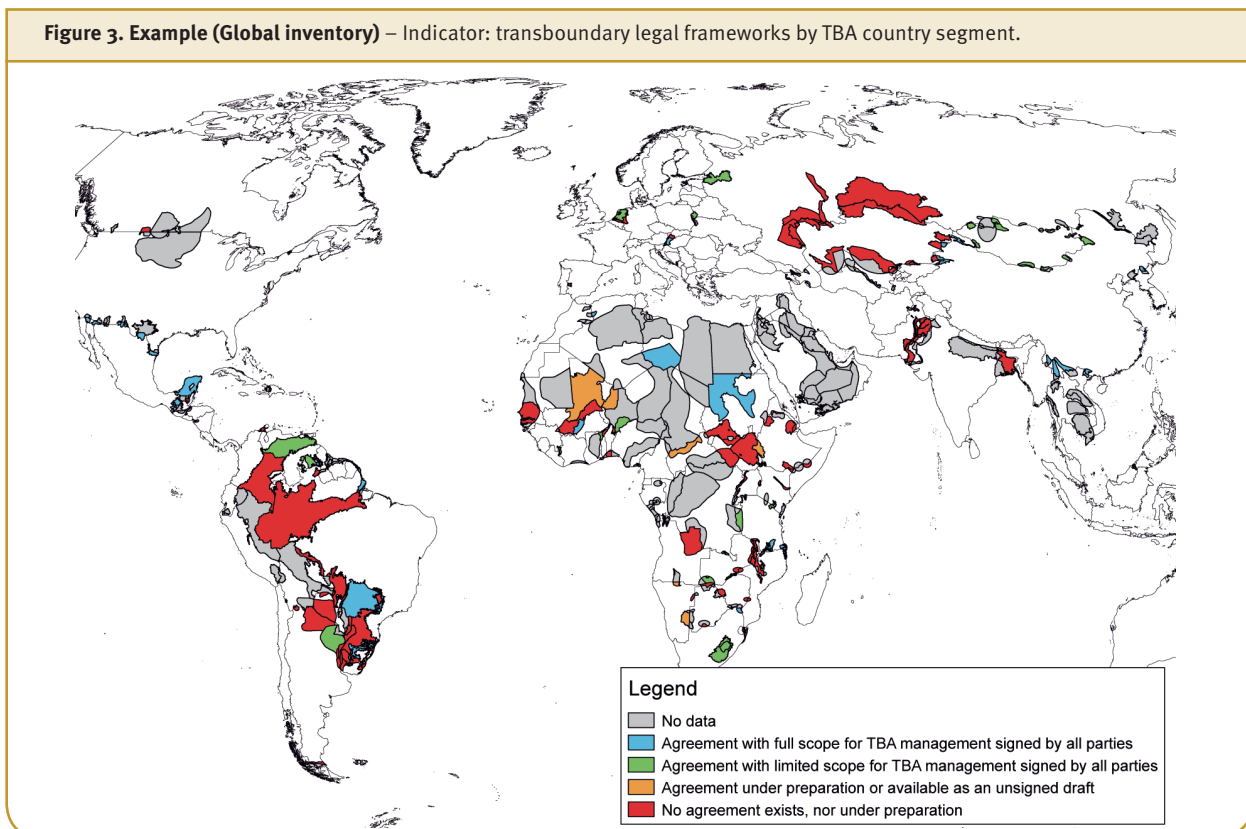 Figure 3. Example (Global inventory) – Indicator: transboundary legal frameworks by TBA country segment.
Legend
No data
Agreement with full scope for TBA management signed by all parties
Agreement with limited scope for TBA management signed by all parties
Agreement under preparation or available as an unsigned draft
No agreement exists, nor under preparation